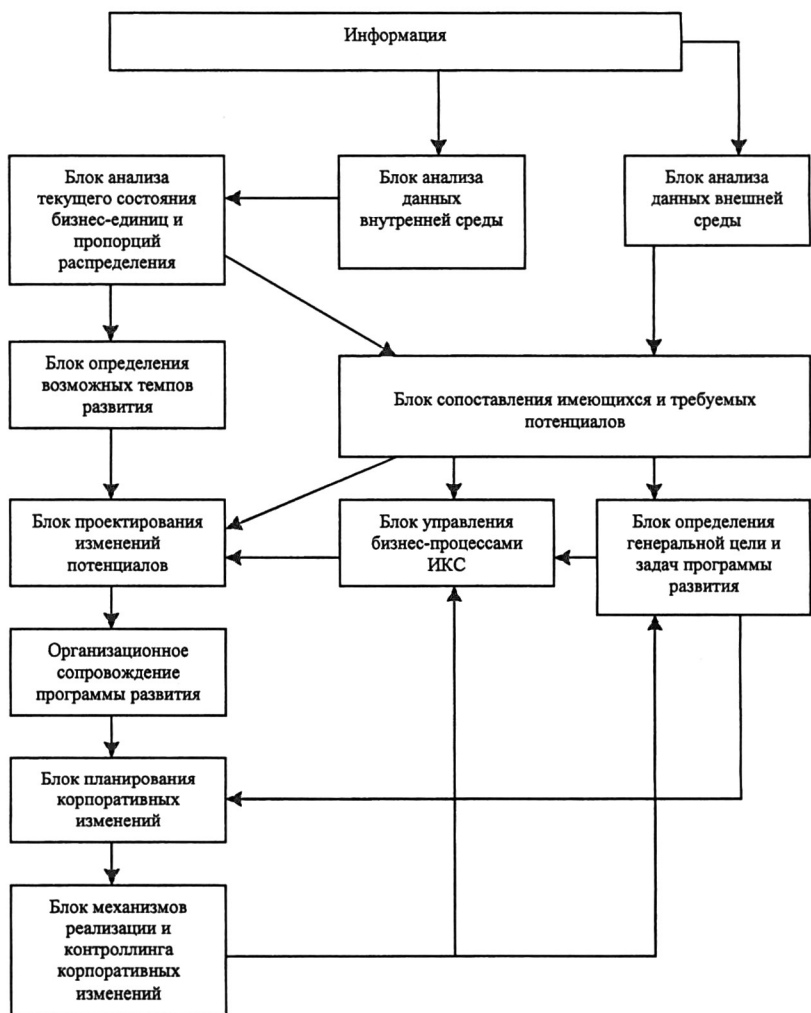 Информация
Блок анализа
текущего состояния
бизнес-единиц и
пропорций
распределения
Блок анализа
данных
внутренней среды
Блок анализа
данных внешней
среды
Блок определения
возможных темпов
развития
Блок сопоставления имеющихся и требуемых
потенциалов
Блок проектирования
изменений
потенциалов
Блок управления
бизнес-процессами
ИКС
Блок определения
генеральной цели и
задач программы
развития
Организационное
сопровождение
программы развития
Блок планирования
корпоративных
изменений
Блок механизмов
реализации и
контроллинга
корпоративных
изменений